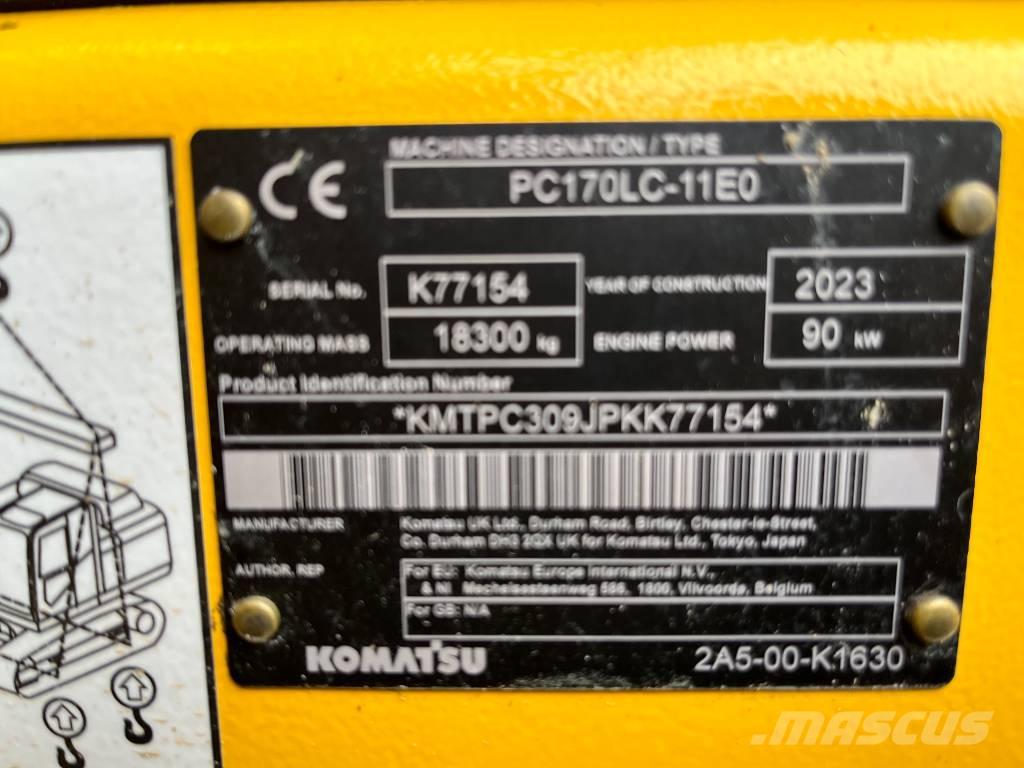 MACHINE DESIGNATION / TYPE
CE
PC170LC-11E0
SERIAL No. K77154 YEAR OF CONSTRUCTION 2023
OPERATING MASS 18300 kg ENGINE POWER 90 kW
Product Identification Number
*KMTPC309JPKK77154*
MANUFACTURER Komatsu UK Ltd., Durham Road, Birtley, Chester-le-Street,
Co. Durham DH3 2QX UK for Komatsu Ltd., Tokyo, Japan
AUTHOR. REP For EU: Komatsu Europe International N.V.,
& NI Mechelsesteenweg 586, 1800, Vilvoorde, Belgium
For GB: N/A
KOMATSU 2A5-00-K1630
MASCUS